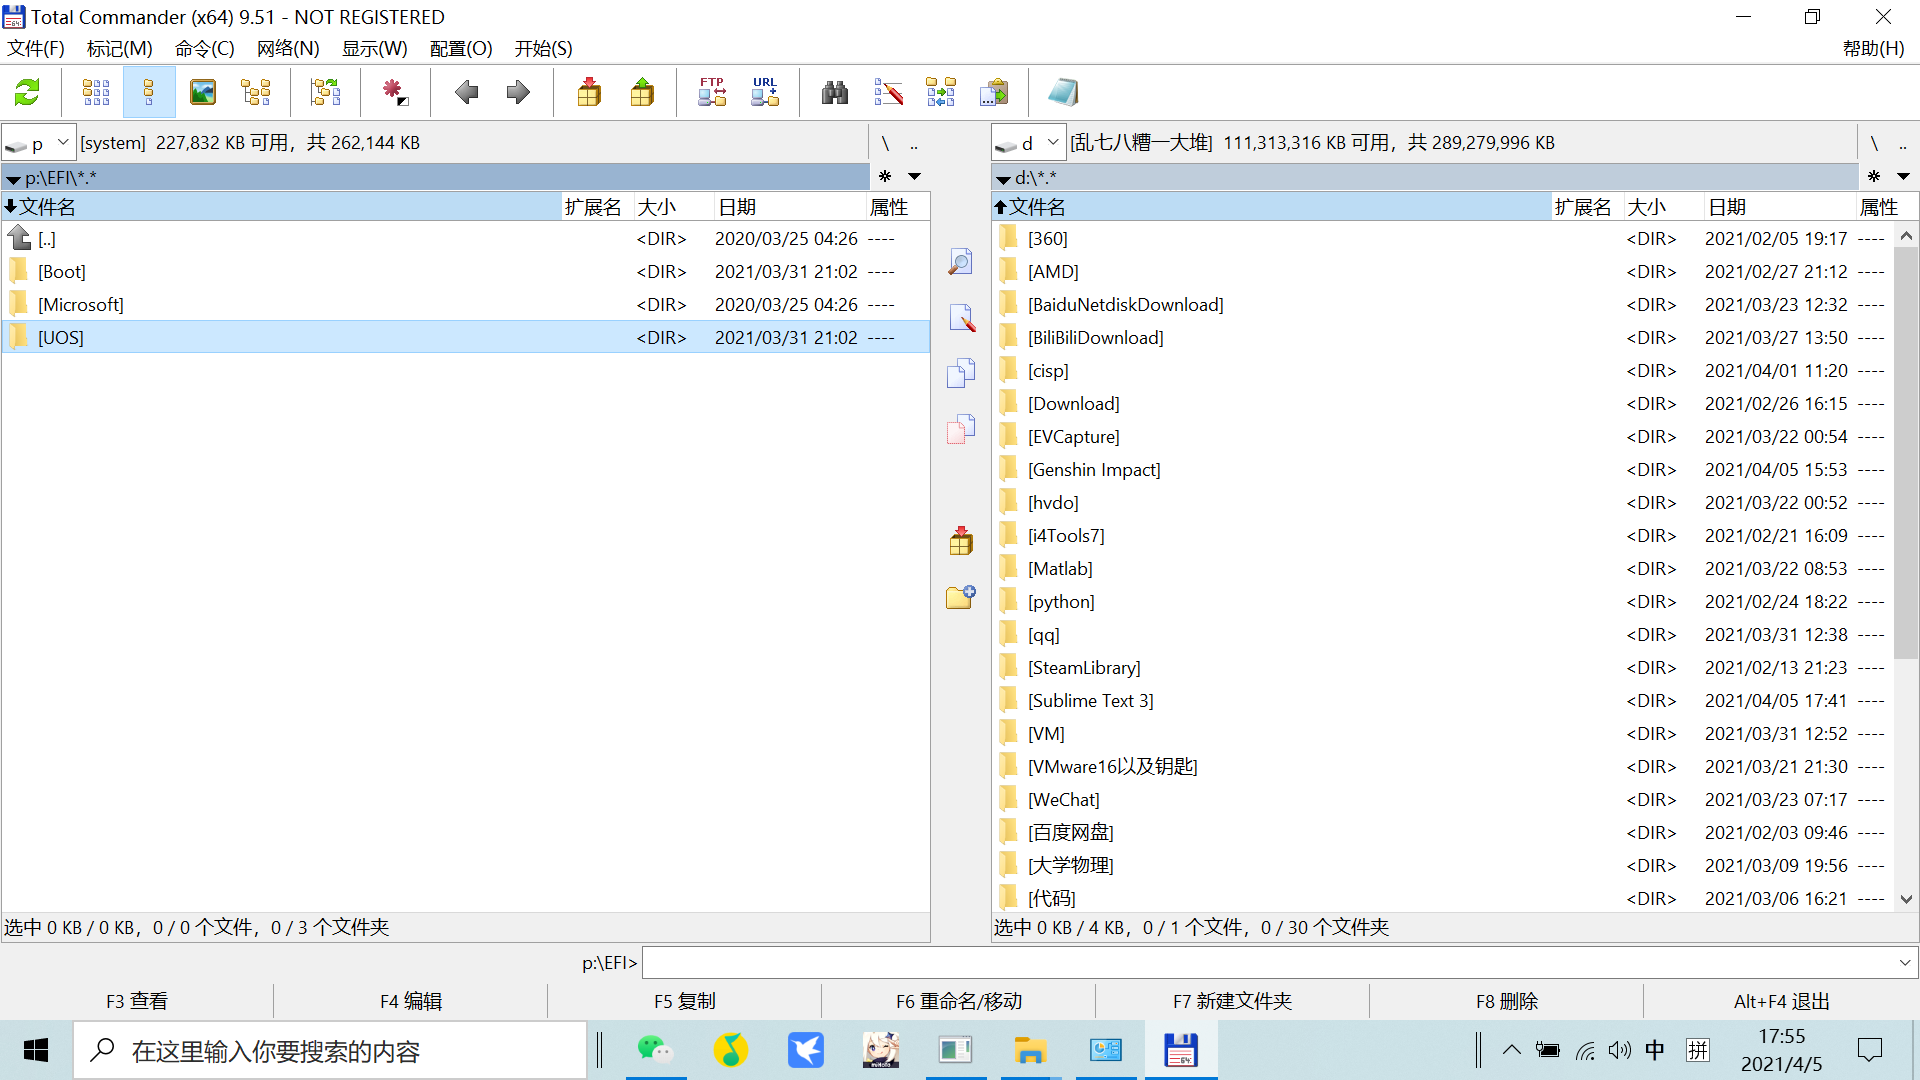 Total Commander (x64) 9.51 - NOT REGISTERED
文件(F) 标记(M) 命令(C) 网络(N) 显示(W) 配置(O) 开始(S) 帮助(H)
FTP URL
p [system] 227,832 KB 可用，共 262,144 KB \ ..
p:\EFI\*.* *
文件名 扩展名 大小 日期 属性
[..] <DIR> 2020/03/25 04:26 ----
[Boot] <DIR> 2021/03/31 21:02 ----
[Microsoft] <DIR> 2020/03/25 04:26 ----
[UOS] <DIR> 2021/03/31 21:02 ----
选中 0 KB / 0 KB，0 / 0 个文件，0 / 3 个文件夹
d [乱七八糟一大堆] 111,313,316 KB 可用，共 289,279,996 KB \ ..
d:\*.* *
文件名 扩展名 大小 日期 属性
[360] <DIR> 2021/02/05 19:17 ----
[AMD] <DIR> 2021/02/27 21:12 ----
[BaiduNetdiskDownload] <DIR> 2021/03/23 12:32 ----
[BiliBiliDownload] <DIR> 2021/03/27 13:50 ----
[cisp] <DIR> 2021/04/01 11:20 ----
[Download] <DIR> 2021/02/26 16:15 ----
[EVCapture] <DIR> 2021/03/22 00:54 ----
[Genshin Impact] <DIR> 2021/04/05 15:53 ----
[hvdo] <DIR> 2021/03/22 00:52 ----
[i4Tools7] <DIR> 2021/02/21 16:09 ----
[Matlab] <DIR> 2021/03/22 08:53 ----
[python] <DIR> 2021/02/24 18:22 ----
[qq] <DIR> 2021/03/31 12:38 ----
[SteamLibrary] <DIR> 2021/02/13 21:23 ----
[Sublime Text 3] <DIR> 2021/04/05 17:41 ----
[VM] <DIR> 2021/03/31 12:52 ----
[VMware16以及钥匙] <DIR> 2021/03/21 21:30 ----
[WeChat] <DIR> 2021/03/23 07:17 ----
[百度网盘] <DIR> 2021/02/03 09:46 ----
[大学物理] <DIR> 2021/03/09 19:56 ----
[代码] <DIR> 2021/03/06 16:21 ----
选中 0 KB / 4 KB，0 / 1 个文件，0 / 30 个文件夹
p:\EFI>
F3 查看 F4 编辑 F5 复制 F6 重命名/移动 F7 新建文件夹 F8 删除 Alt+F4 退出
在这里输入你要搜索的内容
miHoYo
64
中 拼
17:55
2021/4/5